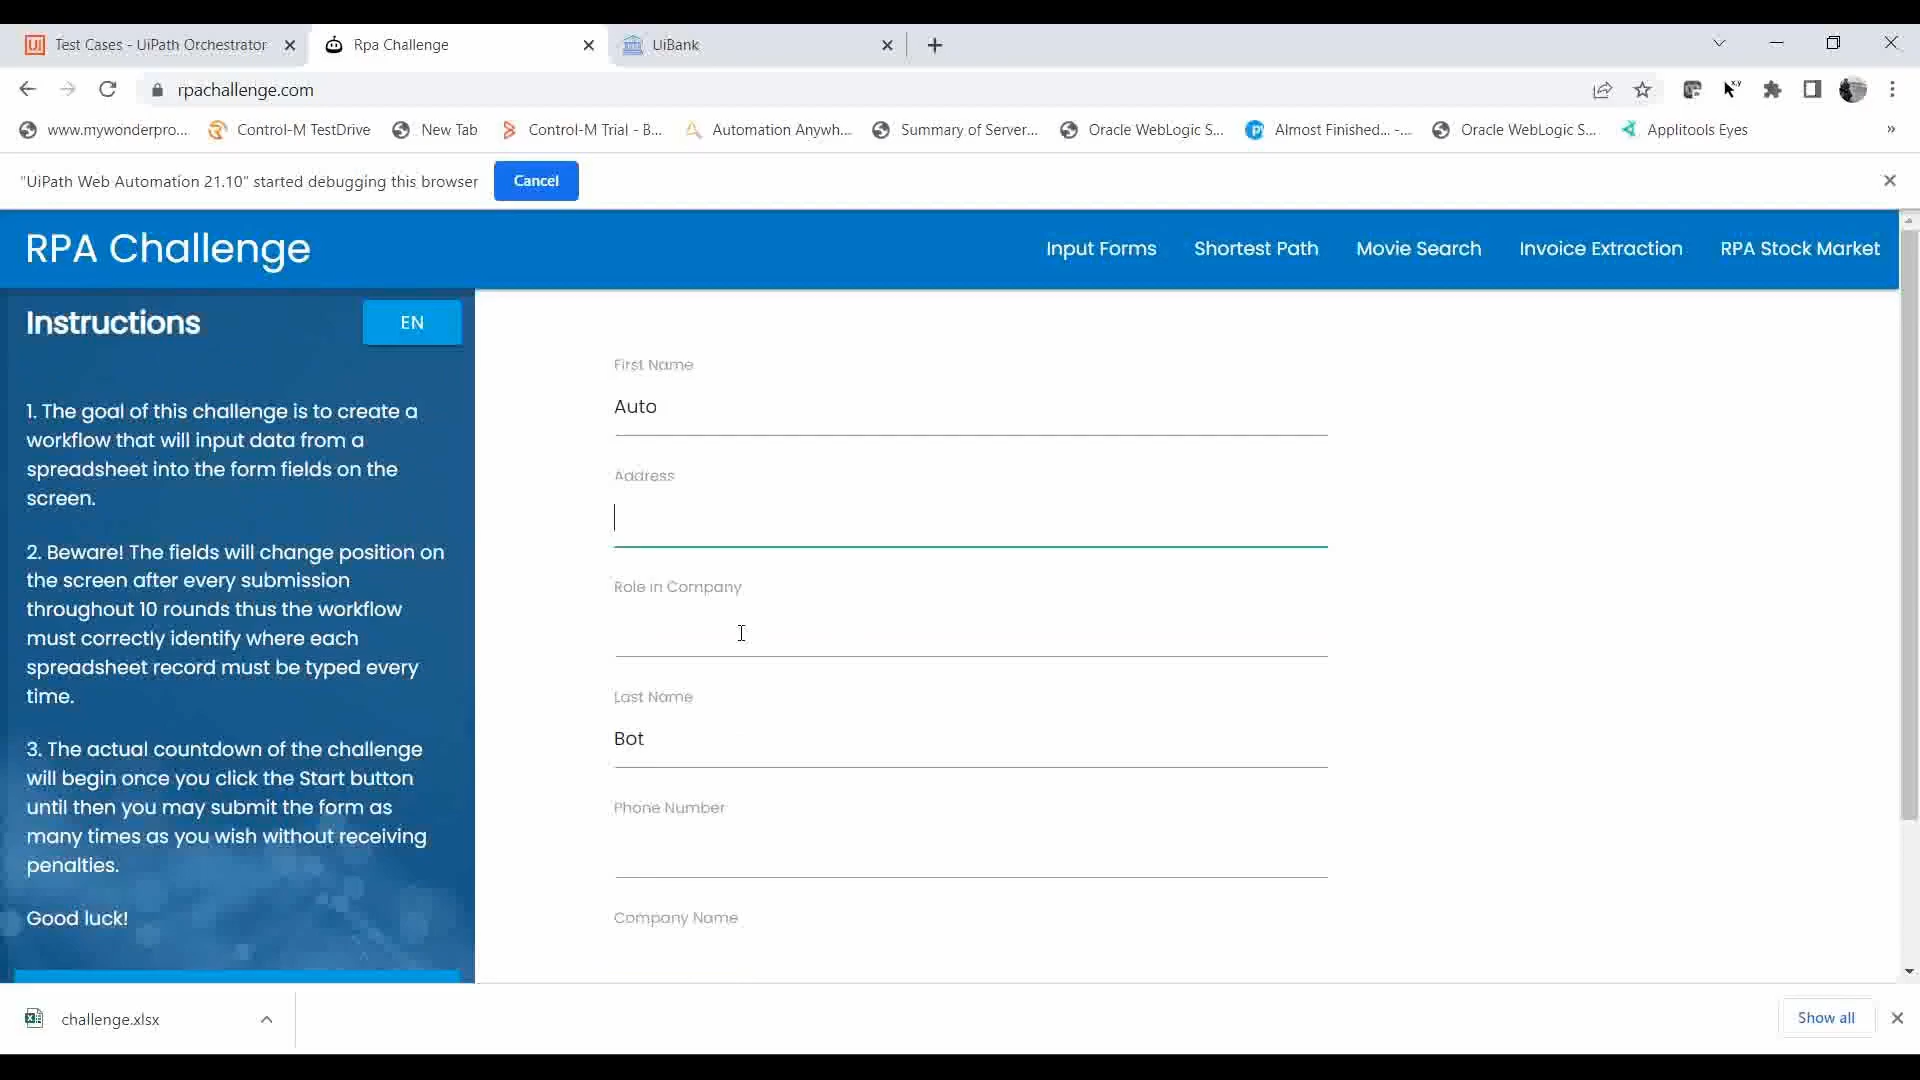 Test Cases - UiPath Orchestrator
Rpa Challenge
UiBank
rpachallenge.com
www.mywonderpro...
Control-M TestDrive
New Tab
Control-M Trial - B...
Automation Anywh...
Summary of Server...
Oracle WebLogic S...
Almost Finished... -...
Oracle WebLogic S...
Applitools Eyes
»
"UiPath Web Automation 21.10" started debugging this browser
Cancel
RPA Challenge
Input Forms
Shortest Path
Movie Search
Invoice Extraction
RPA Stock Market
Instructions
EN
1. The goal of this challenge is to create a
workflow that will input data from a
spreadsheet into the form fields on the
screen.
2. Beware! The fields will change position on
the screen after every submission
throughout 10 rounds thus the workflow
must correctly identify where each
spreadsheet record must be typed every
time.
3. The actual countdown of the challenge
will begin once you click the Start button
until then you may submit the form as
many times as you wish without receiving
penalties.
Good luck!
First Name
Auto
Address
Role in Company
Last Name
Bot
Phone Number
Company Name
challenge.xlsx
Show all